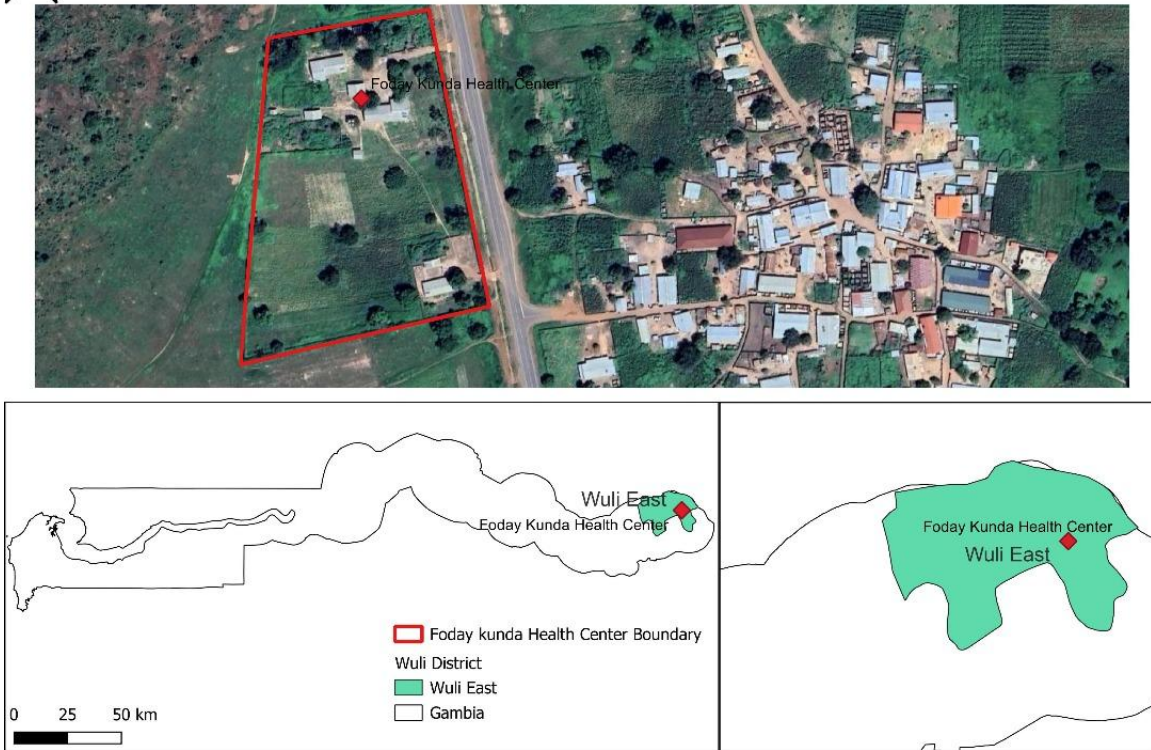 Foday Kunda Health Center
Wuli East
Foday Kunda Health Center
Foday Kunda Health Center
Wuli East
Foday kunda Health Center Boundary
Wuli District
Wuli East
Gambia
0 25 50 km